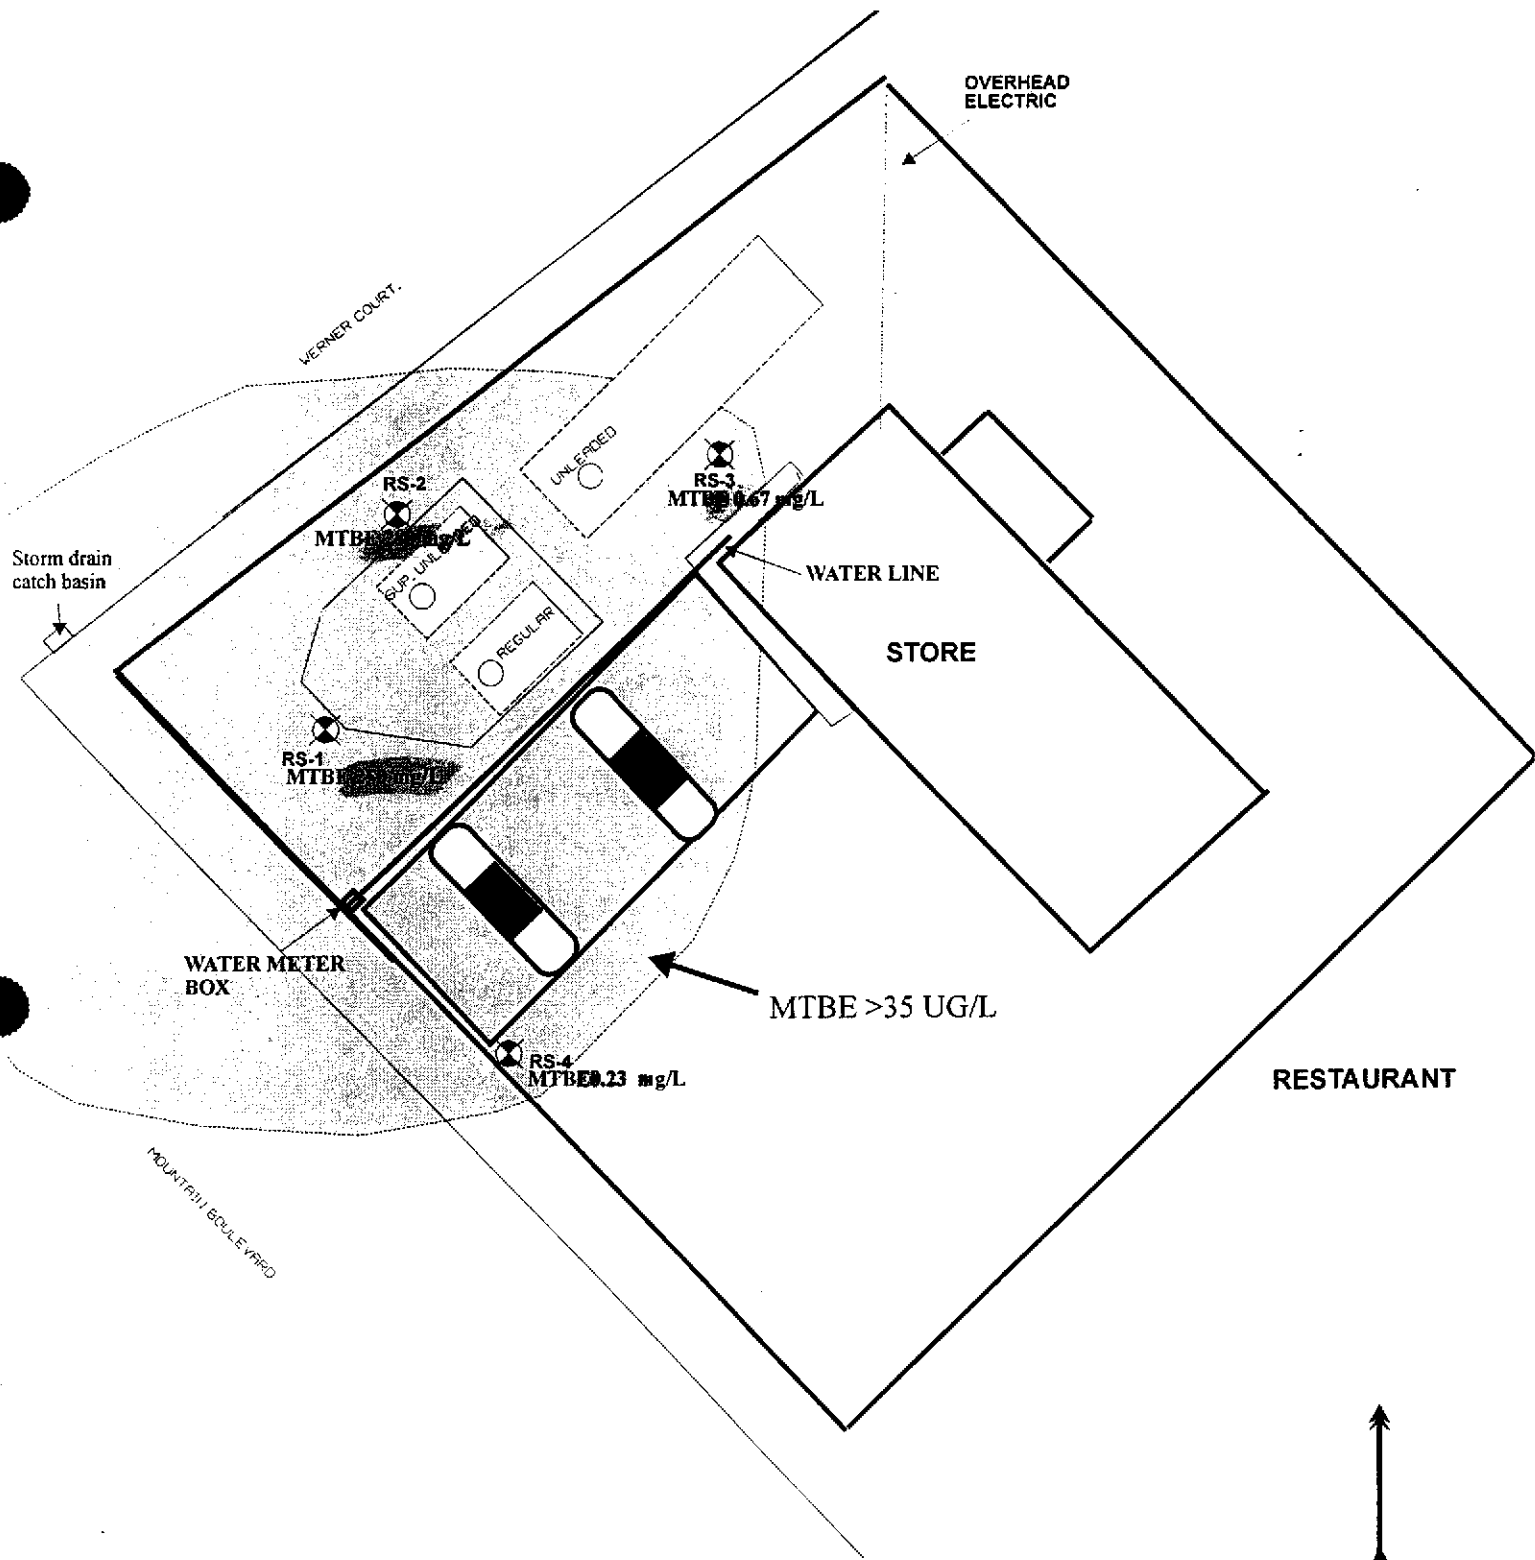 OVERHEAD
ELECTRIC
WERNER COURT.
UNLEADED
RS-2
RS-3
MTBE 0.67 mg/L
MTBE mg/L
Storm drain
catch basin
SUP. UNLEADED
WATER LINE
REGULAR
STORE
RS-1
MTBE mg/L
WATER METER
BOX
MTBE >35 UG/L
RS-4
MTBE 0.23 mg/L
RESTAURANT
MOUNTAIN BOULEVARD